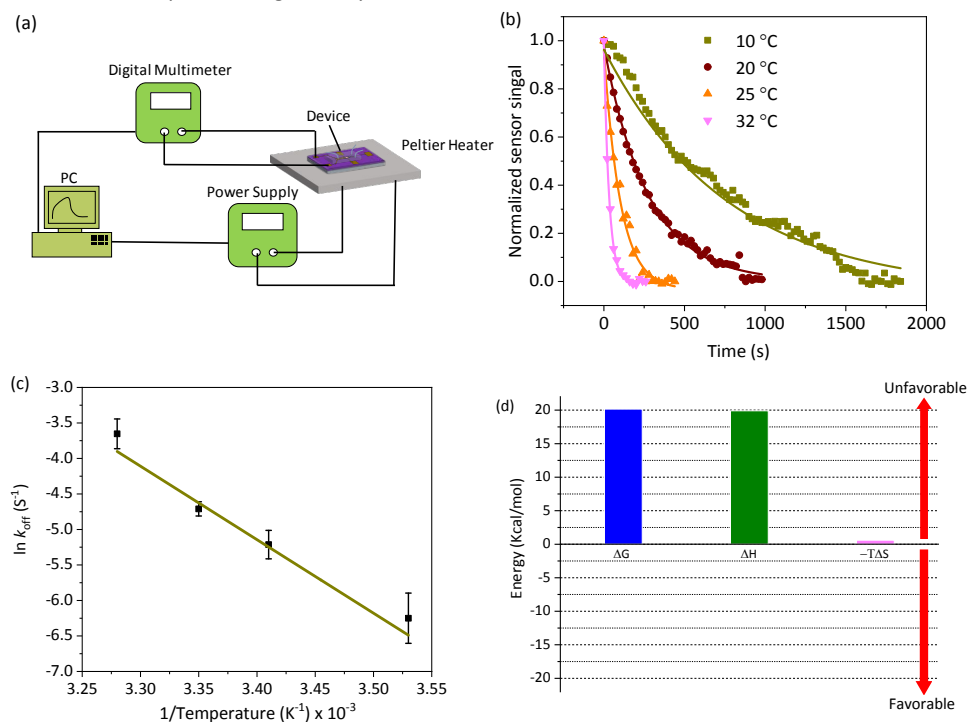 (a)
Digital Multimeter
Device
Peltier Heater
PC
Power Supply
(b)
Normalized sensor singal
1.0
0.8
0.6
0.4
0.2
0.0
10 °C
20 °C
25 °C
32 °C
0
500
1000
1500
2000
Time (s)
(c)
ln koff (S-1)
-3.0
-3.5
-4.0
-4.5
-5.0
-5.5
-6.0
-6.5
-7.0
3.25
3.30
3.35
3.40
3.45
3.50
3.55
1/Temperature (K-1) x 10-3
(d)
Energy (Kcal/mol)
20
15
10
5
0
-5
-10
-15
-20
ΔG
ΔH
−TΔS
Unfavorable
Favorable